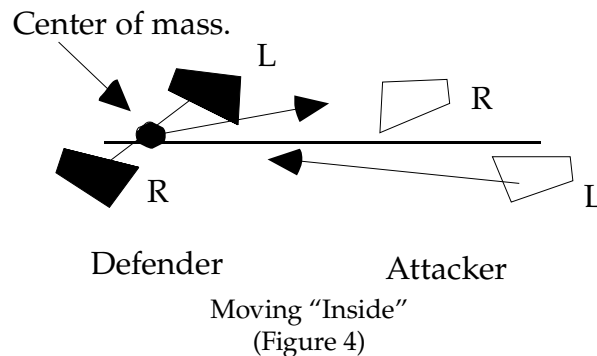 Center of mass.
L
R
R
L
Defender
Attacker
Moving “Inside”
(Figure 4)